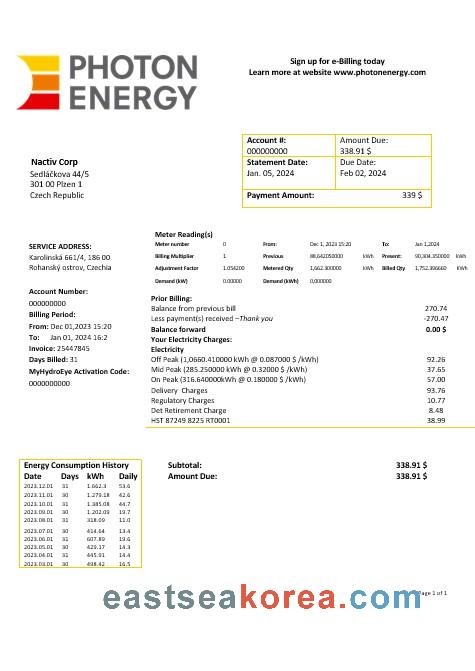 PHOTON
ENERGY
Sign up for e-Billing today
Learn more at website www.photonenergy.com
Account #:
000000000
Amount Due:
338.91 $
Statement Date:
Jan. 05, 2024
Due Date:
Feb 02, 2024
Payment Amount: 339 $
Nactiv Corp
Sedláčkova 44/5
301 00 Plzen 1
Czech Republic
SERVICE ADDRESS:
Karolinská 661/4, 186 00
Rohanský ostrov, Czechia
Account Number:
000000000
Billing Period:
From: Dec 01,2023 15:20
To: Jan 01,2024 16:2
Invoice: 25447845
Days Billed: 31
MyHydroEye Activation Code:
0000000000
Meter Reading(s)
Meter number 0 From: Dec 1, 2023 15:20 To: Jan 1,2024
Billing Multiplier 1 Previous 88,642050000 kWh Present: 90,304.350000 kWh
Adjustment Factor 1.054200 Metered Qty 1,662.300000 kWh Billed Qty 1,752.396660 kWh
Demand (kW) 0.00000 Demand (kWh) 0,000000
Prior Billing:
Balance from previous bill 270.74
Less payment(s) received –Thank you -270.47
Balance forward 0.00 $
Your Electricity Charges:
Electricity
Off Peak (1,0660.410000 kWh @ 0.087000 $ /kWh) 92.26
Mid Peak (285.250000 kWh @ 0.32000 $ /kWh) 37.65
On Peak (316.640000kWh @ 0.180000 $ /kWh) 57.00
Delivery Charges 93.76
Regulatory Charges 10.77
Det Retirement Charge 8.48
HST 87249 8225 RT0001 38.99
Energy Consumption History
Date Days kWh Daily
2023.12.01 31 1.662.3 53.6
2023.11.01 30 1.279.18 42.6
2023.10.01 31 1.385.08 44.7
2023.09.01 30 1.202.09 19.7
2023.08.01 31 318.09 11.0
2023.07.01 30 414.64 13.4
2023.06.01 31 607.89 19.6
2023.05.01 30 429.17 14.3
2023.04.01 31 445.91 14.4
2023.03.01 30 498.42 16.5
Subtotal: 338.91 $
Amount Due: 338.91 $
Page 1 of 1
eastseakorea.com